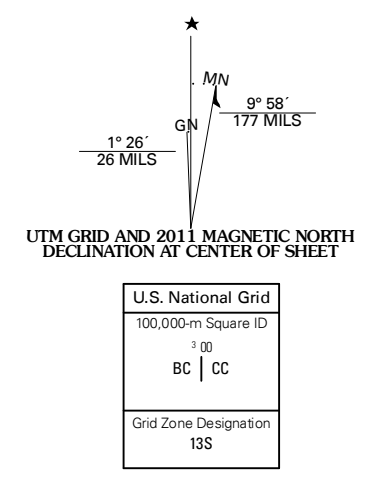 MN
9° 58´
177 MILS
GN
1° 26´
26 MILS
UTM GRID AND 2011 MAGNETIC NORTH
DECLINATION AT CENTER OF SHEET
U.S. National Grid
100,000-m Square ID
3 00
BC | CC
Grid Zone Designation
13S